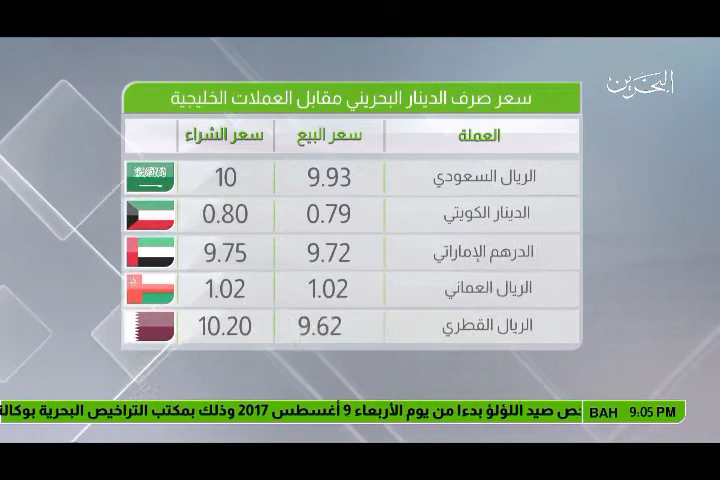 البحرين
سعر صرف الدينار البحريني مقابل العملات الخليجية
العملة سعر البيع سعر الشراء
الريال السعودي 9.93 10
الدينار الكويتي 0.79 0.80
الدرهم الإماراتي 9.72 9.75
الريال العماني 1.02 1.02
الريال القطري 9.62 10.20
BAH 9:05 PM
صيد اللؤلؤ بدءا من يوم الأربعاء 9 أغسطس 2017 وذلك بمكتب التراخيص البحرية